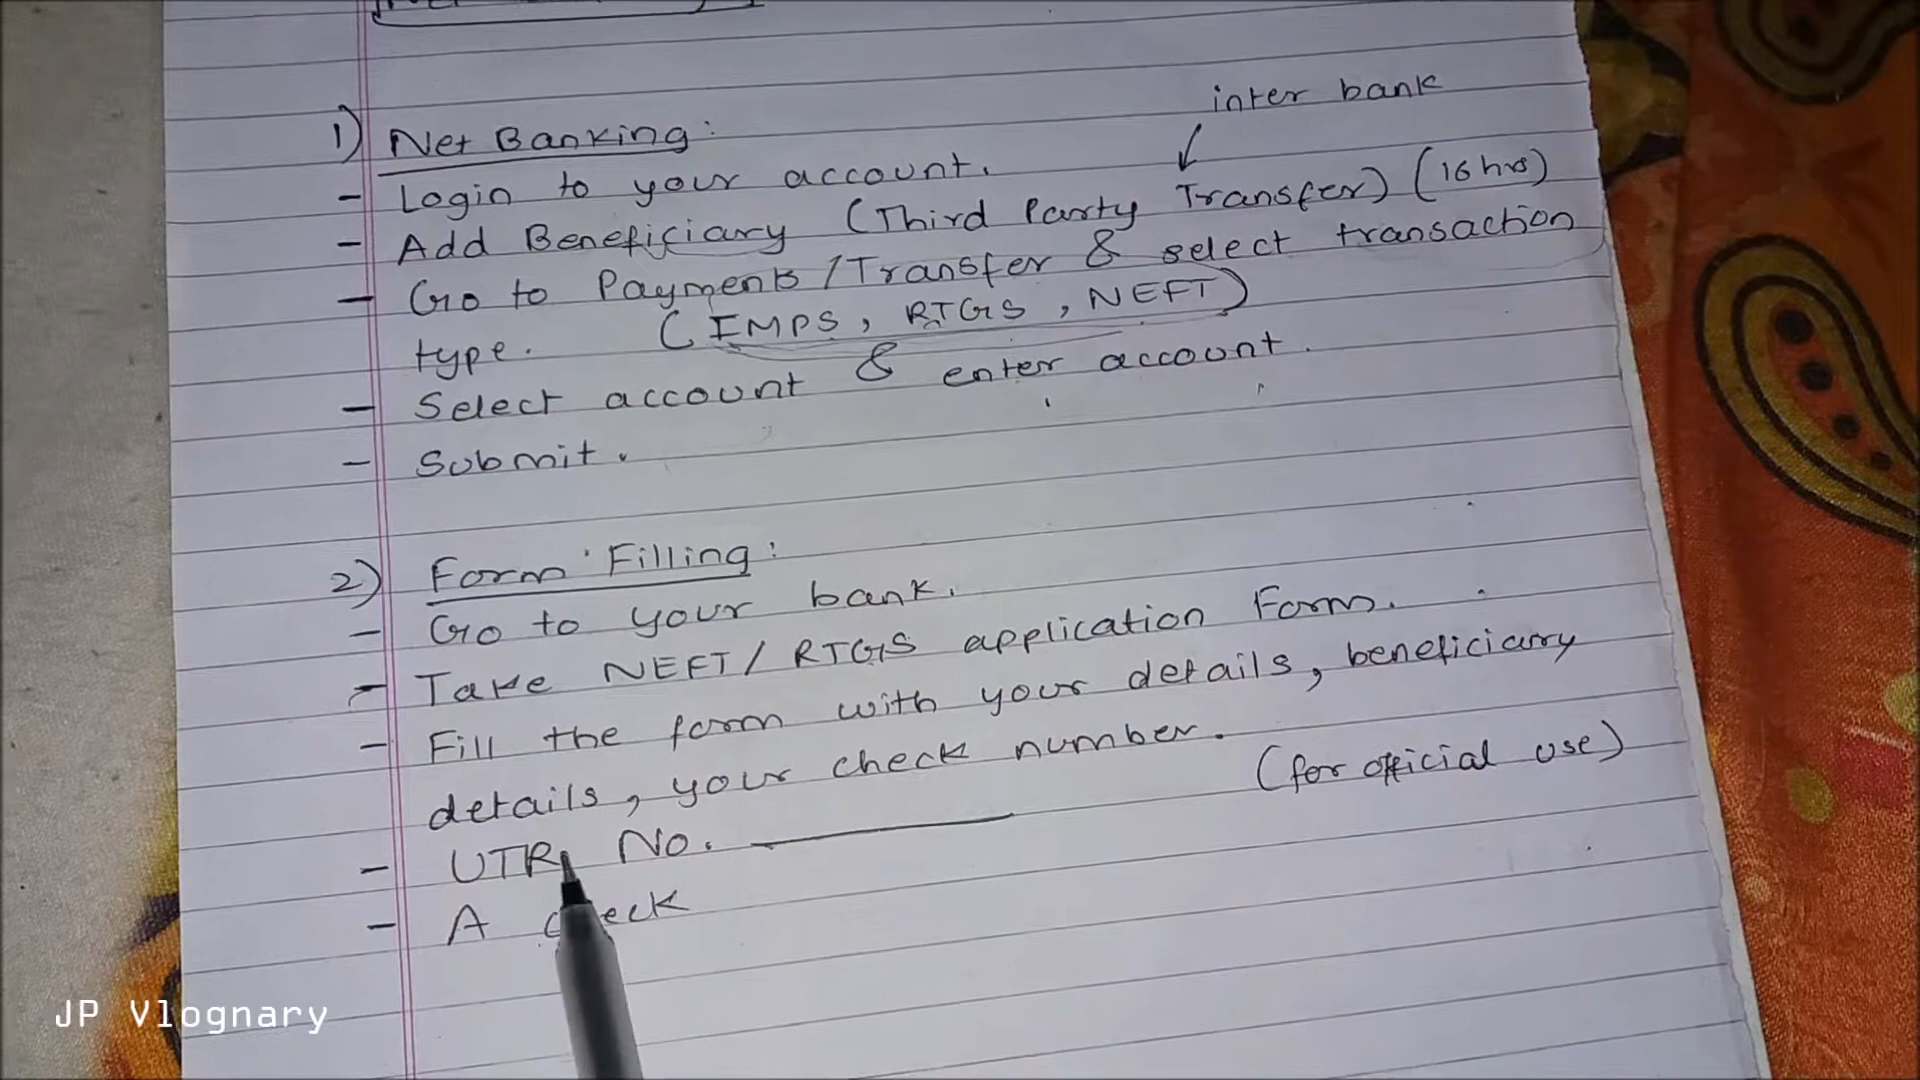 inter bank
1) Net Banking:
- Login to your account.
- Add Beneficiary (Third Party Transfer) (16 hrs)
- Go to Payments/Transfer & select transaction
type. (IMPS, RTGS, NEFT)
- Select account & enter account.
- Submit.
2) Form Filling:
- Go to your bank.
- Take NEFT/RTGS application Form.
- Fill the form with your details, beneficiary
details, your check number.
(for official use)
- UTR No. ______
- A check
JP Vlognary